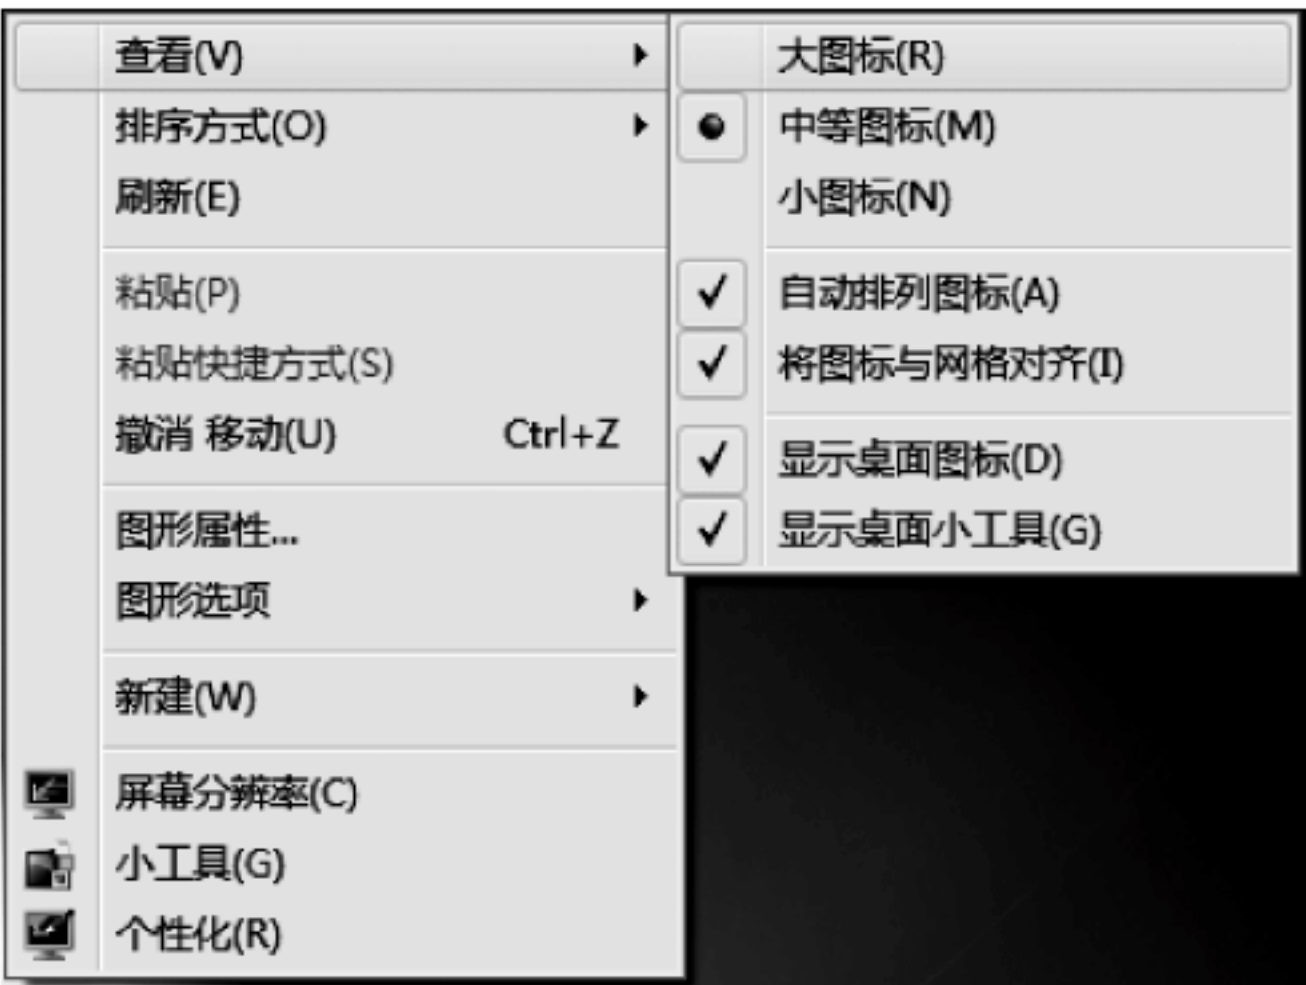 查看(V)
排序方式(O)
刷新(E)
粘贴(P)
粘贴快捷方式(S)
撤消 移动(U) Ctrl+Z
图形属性...
图形选项
新建(W)
屏幕分辨率(C)
小工具(G)
个性化(R)
大图标(R)
中等图标(M)
小图标(N)
自动排列图标(A)
将图标与网格对齐(I)
显示桌面图标(D)
显示桌面小工具(G)